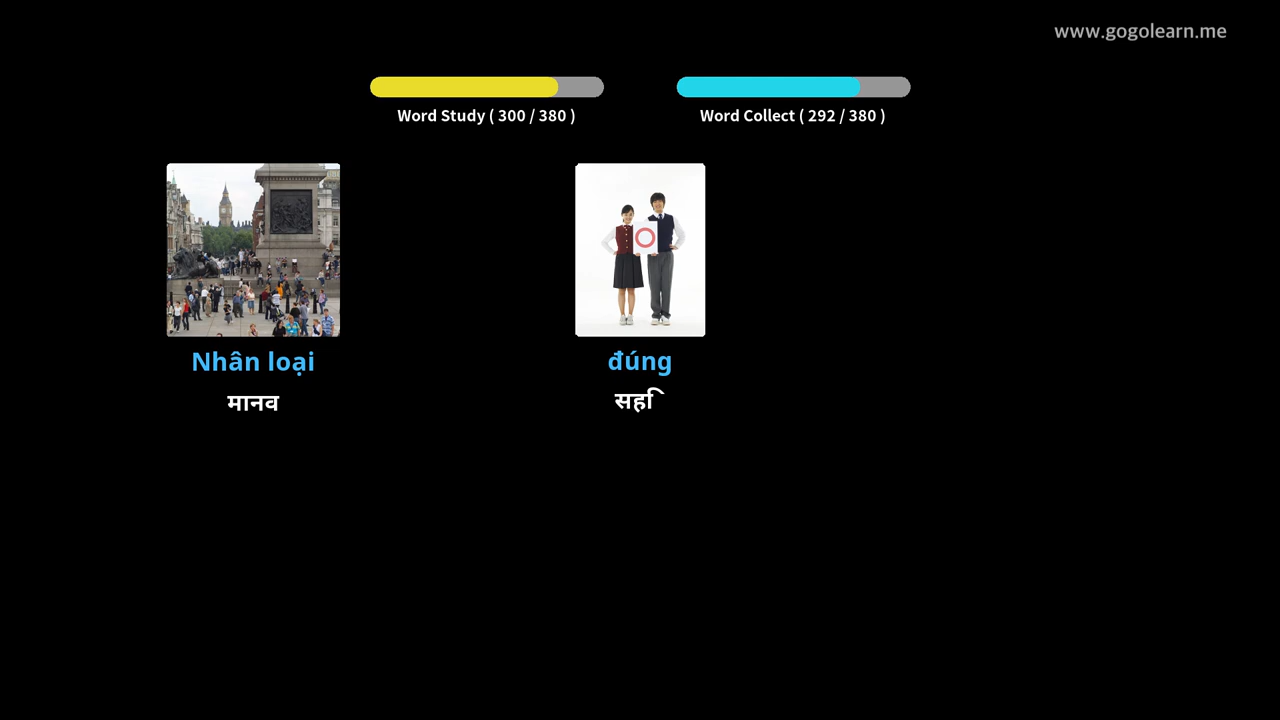 www.gogolearn.me
Word Study ( 300 / 380 )
Word Collect ( 292 / 380 )
Nhân loại
đúng
मानव
सहि